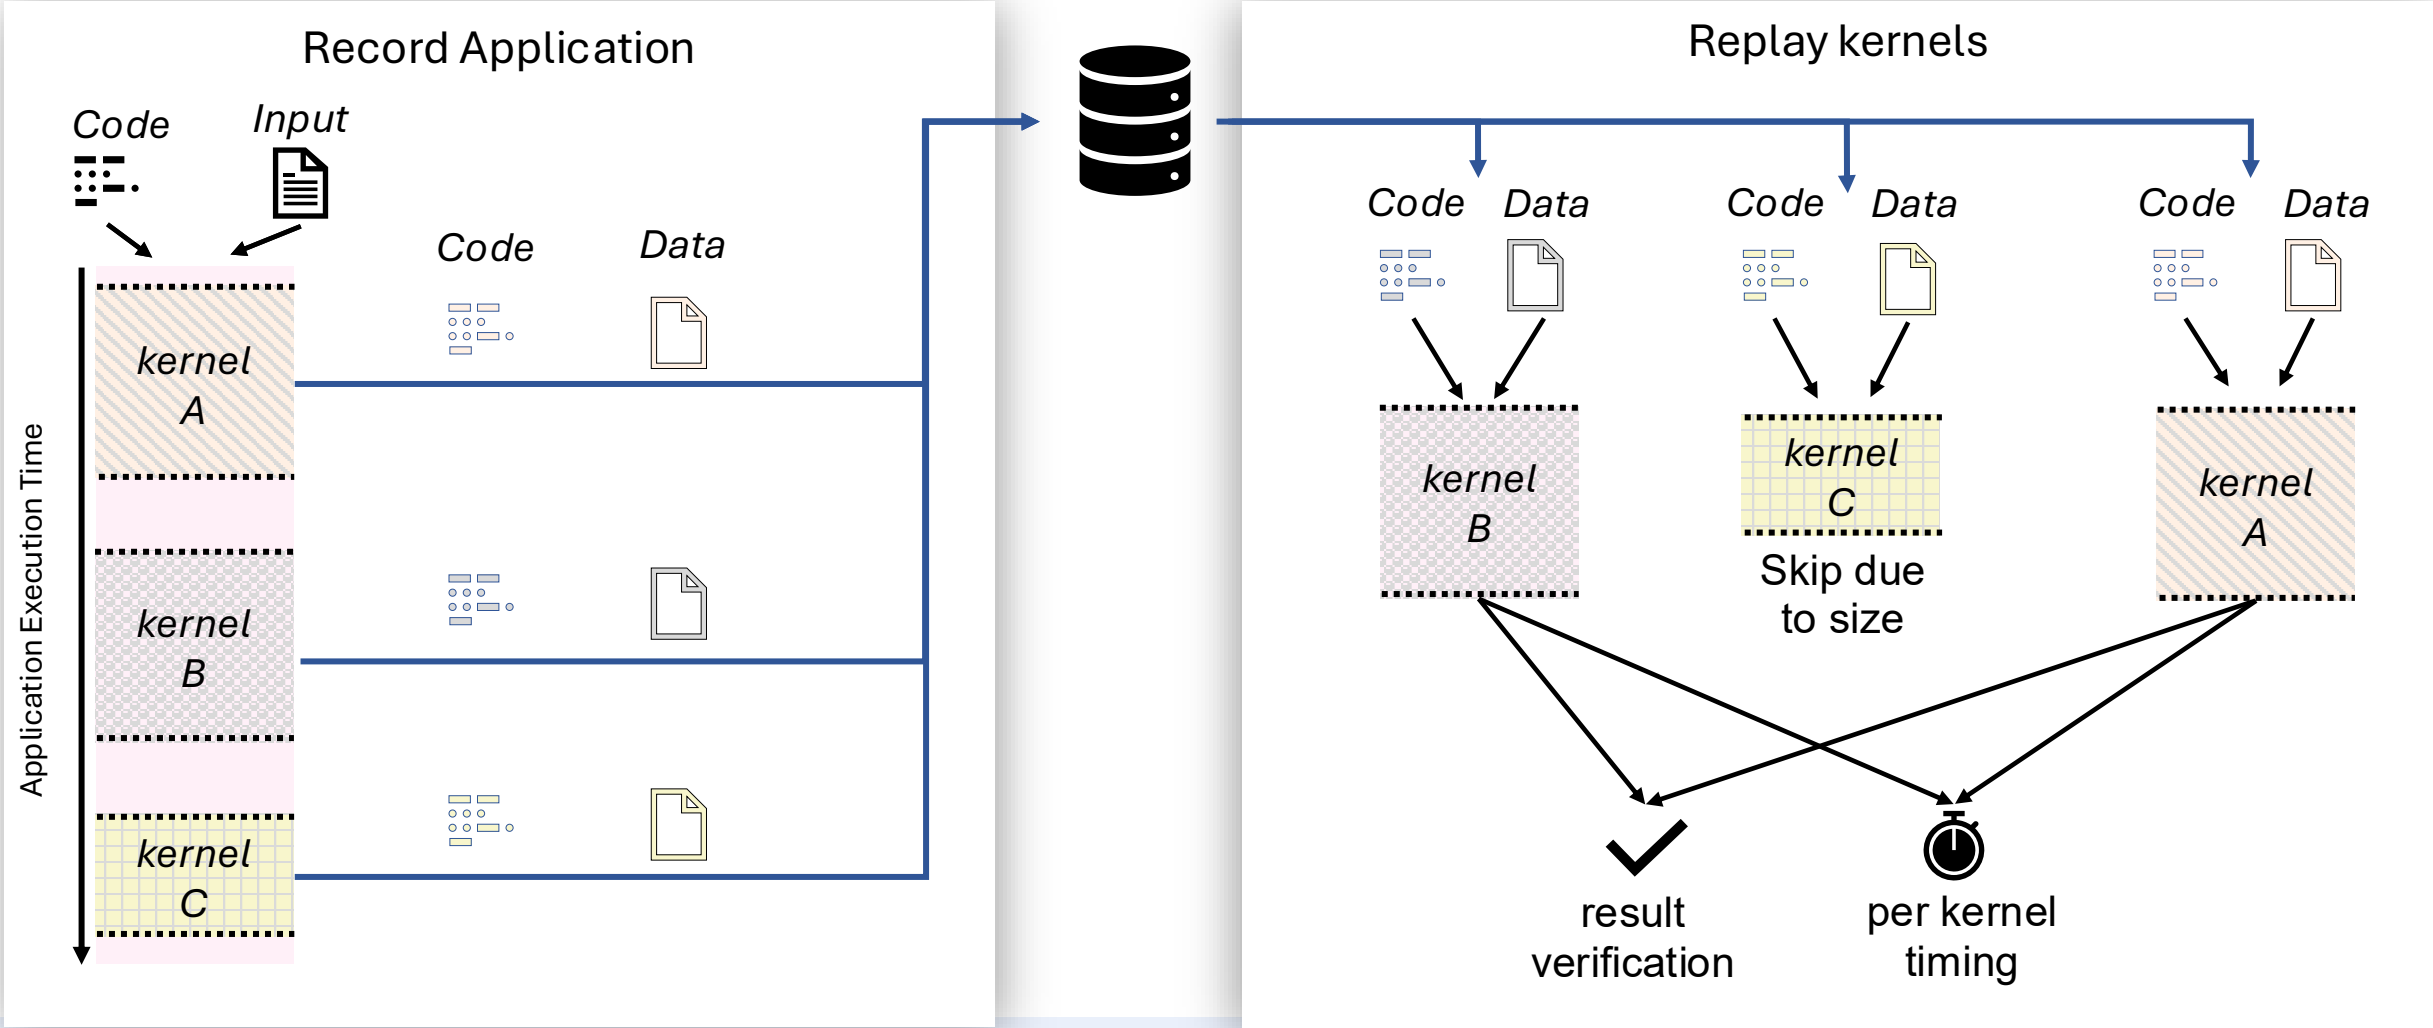 Record Application
Code
Input
Code
Data
Application Execution Time
kernel
A
kernel
B
kernel
C
Replay kernels
Code Data
Code Data
Code Data
kernel
B
kernel
C
Skip due
to size
kernel
A
result
verification
per kernel
timing